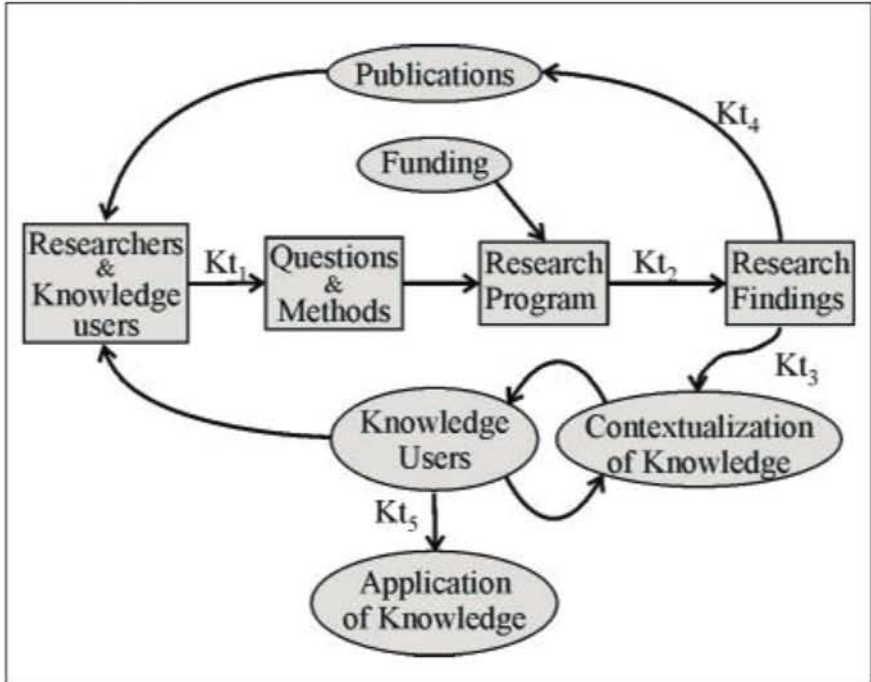 Publications
Kt₄
Funding
Researchers
&
Knowledge
users
Kt₁
Questions
&
Methods
Research
Program
Kt₂
Research
Findings
Kt₃
Knowledge
Users
Contextualization
of Knowledge
Kt₅
Application
of Knowledge